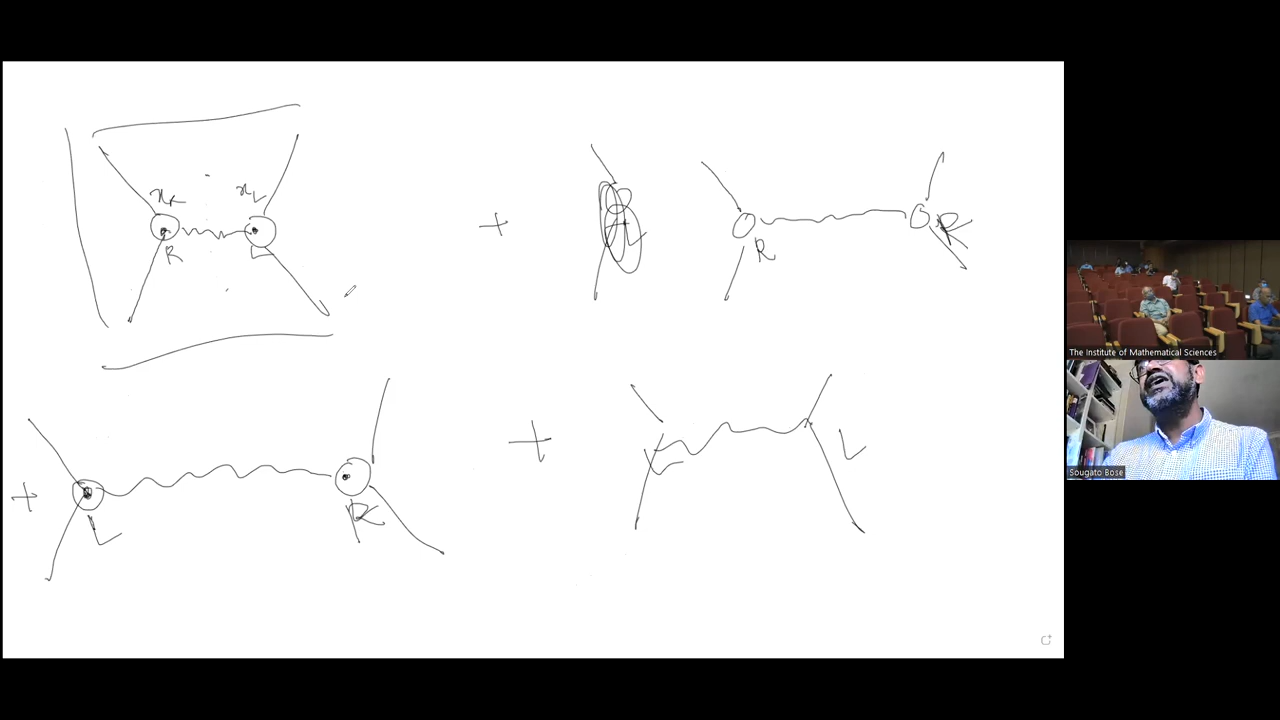 x_R x_L
R L + R R
+ L R + L L
The Institute of Mathematical Sciences
Sougato Bose